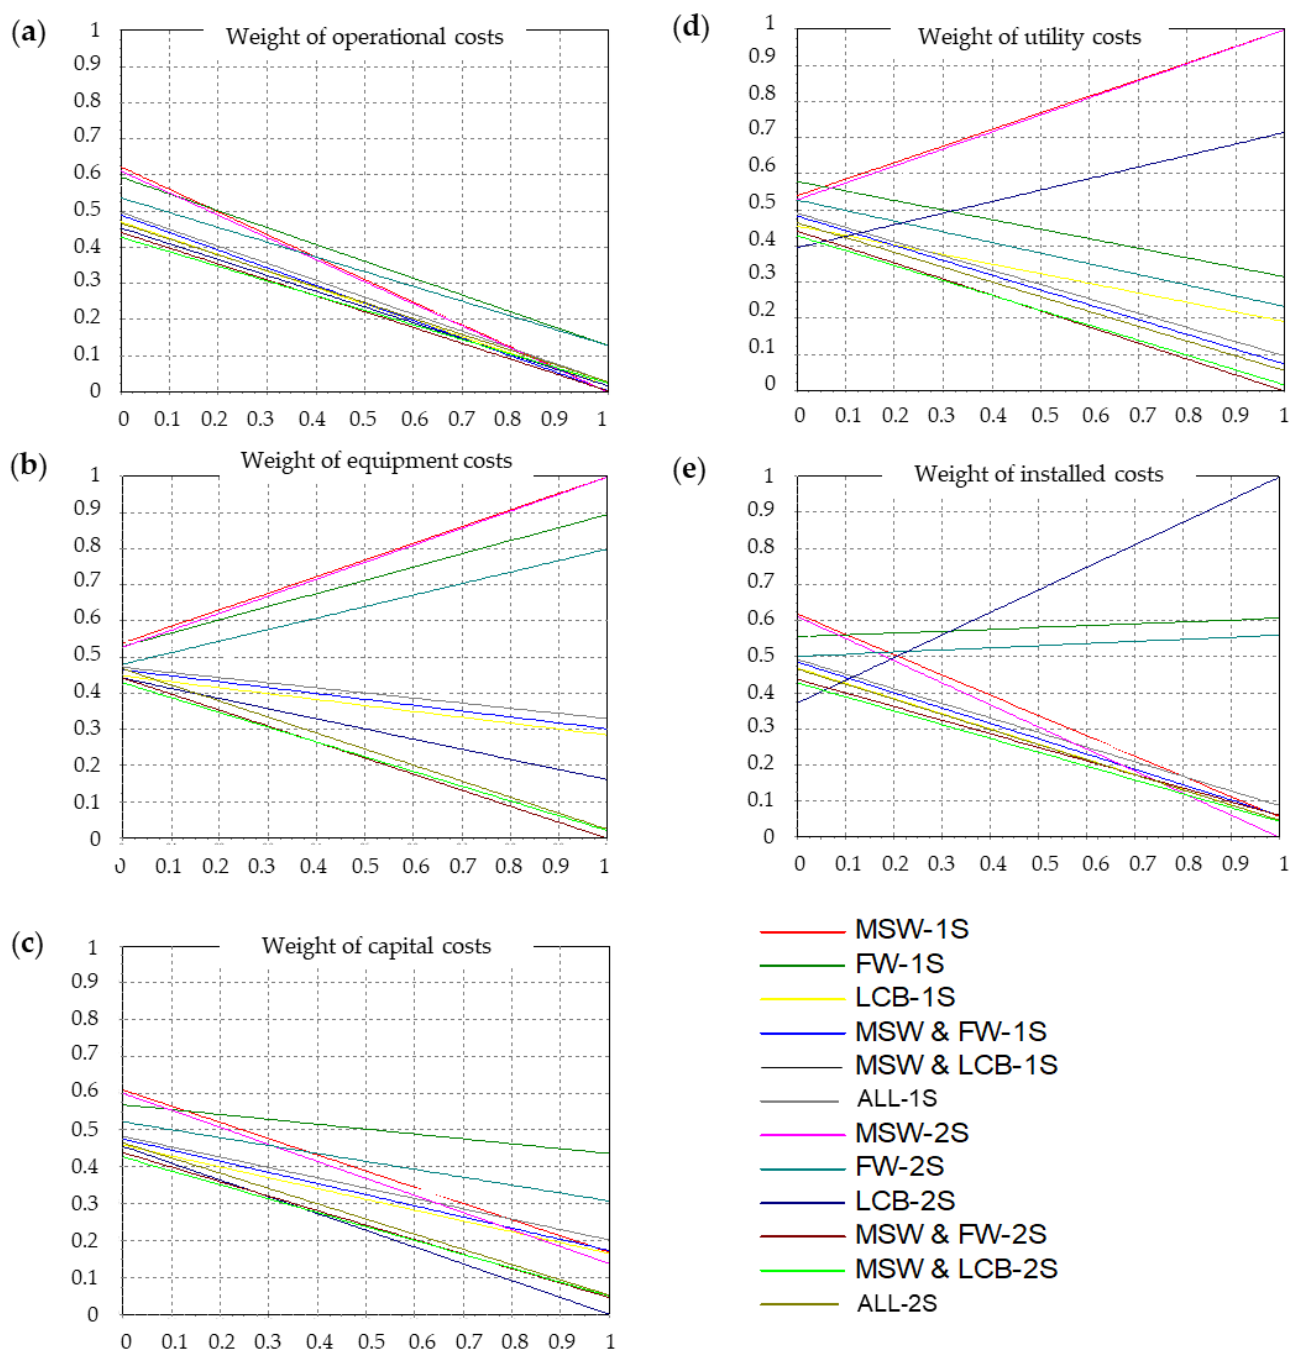 (a)
Weight of operational costs
1
0.9
0.8
0.7
0.6
0.5
0.4
0.3
0.2
0.1
0
0 0.1 0.2 0.3 0.4 0.5 0.6 0.7 0.8 0.9 1
(b)
Weight of equipment costs
1
0.9
0.8
0.7
0.6
0.5
0.4
0.3
0.2
0.1
0
0 0.1 0.2 0.3 0.4 0.5 0.6 0.7 0.8 0.9 1
(c)
Weight of capital costs
1
0.9
0.8
0.7
0.6
0.5
0.4
0.3
0.2
0.1
0
0 0.1 0.2 0.3 0.4 0.5 0.6 0.7 0.8 0.9 1
(d)
Weight of utility costs
1
0.9
0.8
0.7
0.6
0.5
0.4
0.3
0.2
0.1
0
0 0.1 0.2 0.3 0.4 0.5 0.6 0.7 0.8 0.9 1
(e)
Weight of installed costs
1
0.9
0.8
0.7
0.6
0.5
0.4
0.3
0.2
0.1
0
0 0.1 0.2 0.3 0.4 0.5 0.6 0.7 0.8 0.9 1
MSW-1S
FW-1S
LCB-1S
MSW & FW-1S
MSW & LCB-1S
ALL-1S
MSW-2S
FW-2S
LCB-2S
MSW & FW-2S
MSW & LCB-2S
ALL-2S